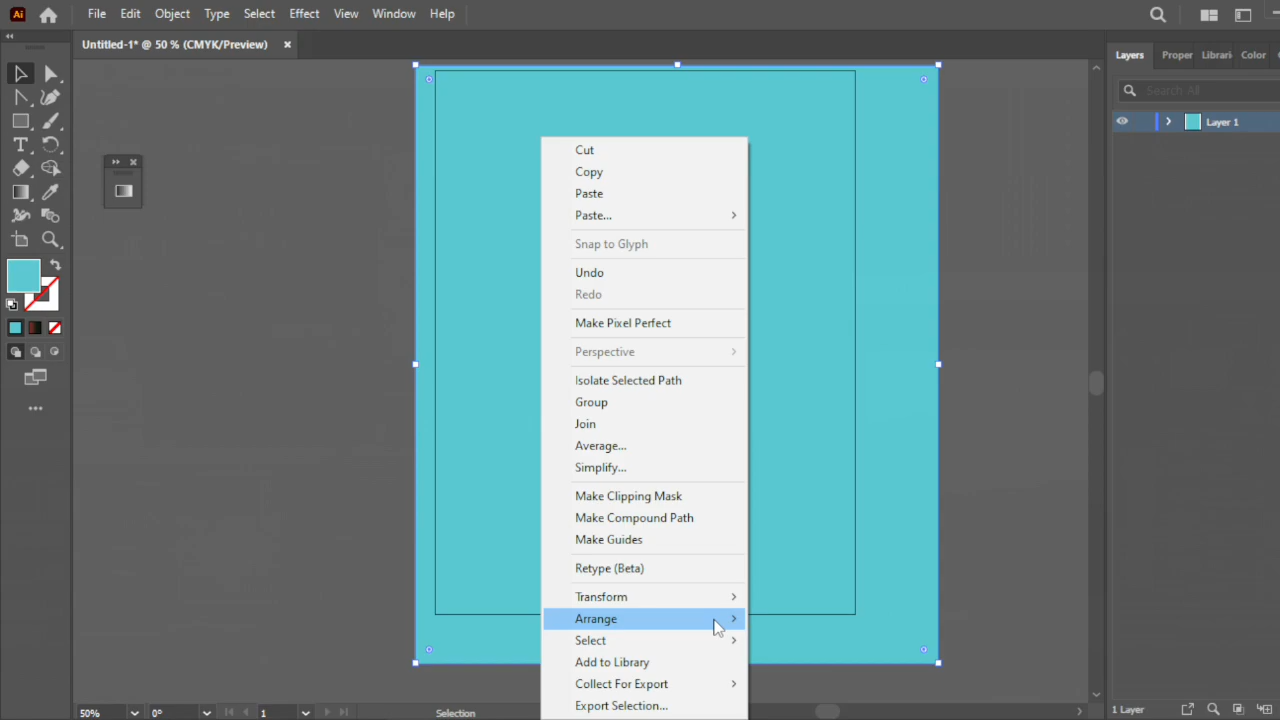 Ai File Edit Object Type Select Effect View Window Help
Untitled-1* @ 50 % (CMYK/Preview)
Layers Proper Librari Color
Search All
Layer 1
Cut
Copy
Paste
Paste...
Snap to Glyph
Undo
Redo
Make Pixel Perfect
Perspective
Isolate Selected Path
Group
Join
Average...
Simplify...
Make Clipping Mask
Make Compound Path
Make Guides
Retype (Beta)
Transform
Arrange
Select
Add to Library
Collect For Export
Export Selection...
50% 0° 1 Selection
1 Layer